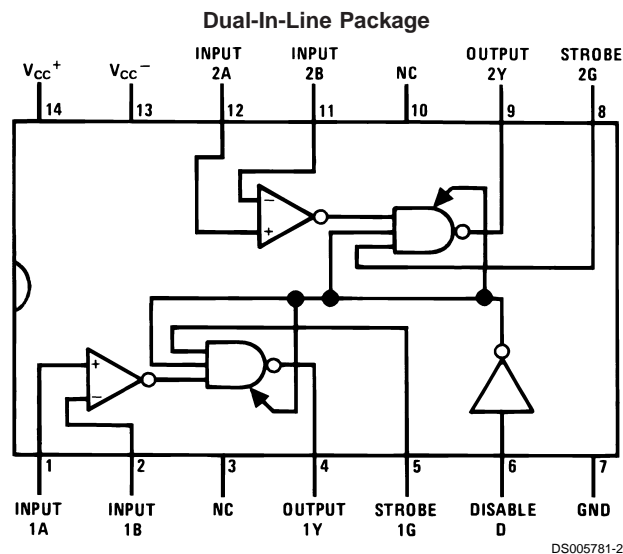 Dual-In-Line Package
VCC+
VCC−
INPUT
2A
INPUT
2B
NC
OUTPUT
2Y
STROBE
2G
14
13
12
11
10
9
8
−
+
+
−
1
2
3
4
5
6
7
INPUT
1A
INPUT
1B
NC
OUTPUT
1Y
STROBE
1G
DISABLE
D
GND
DS005781-2